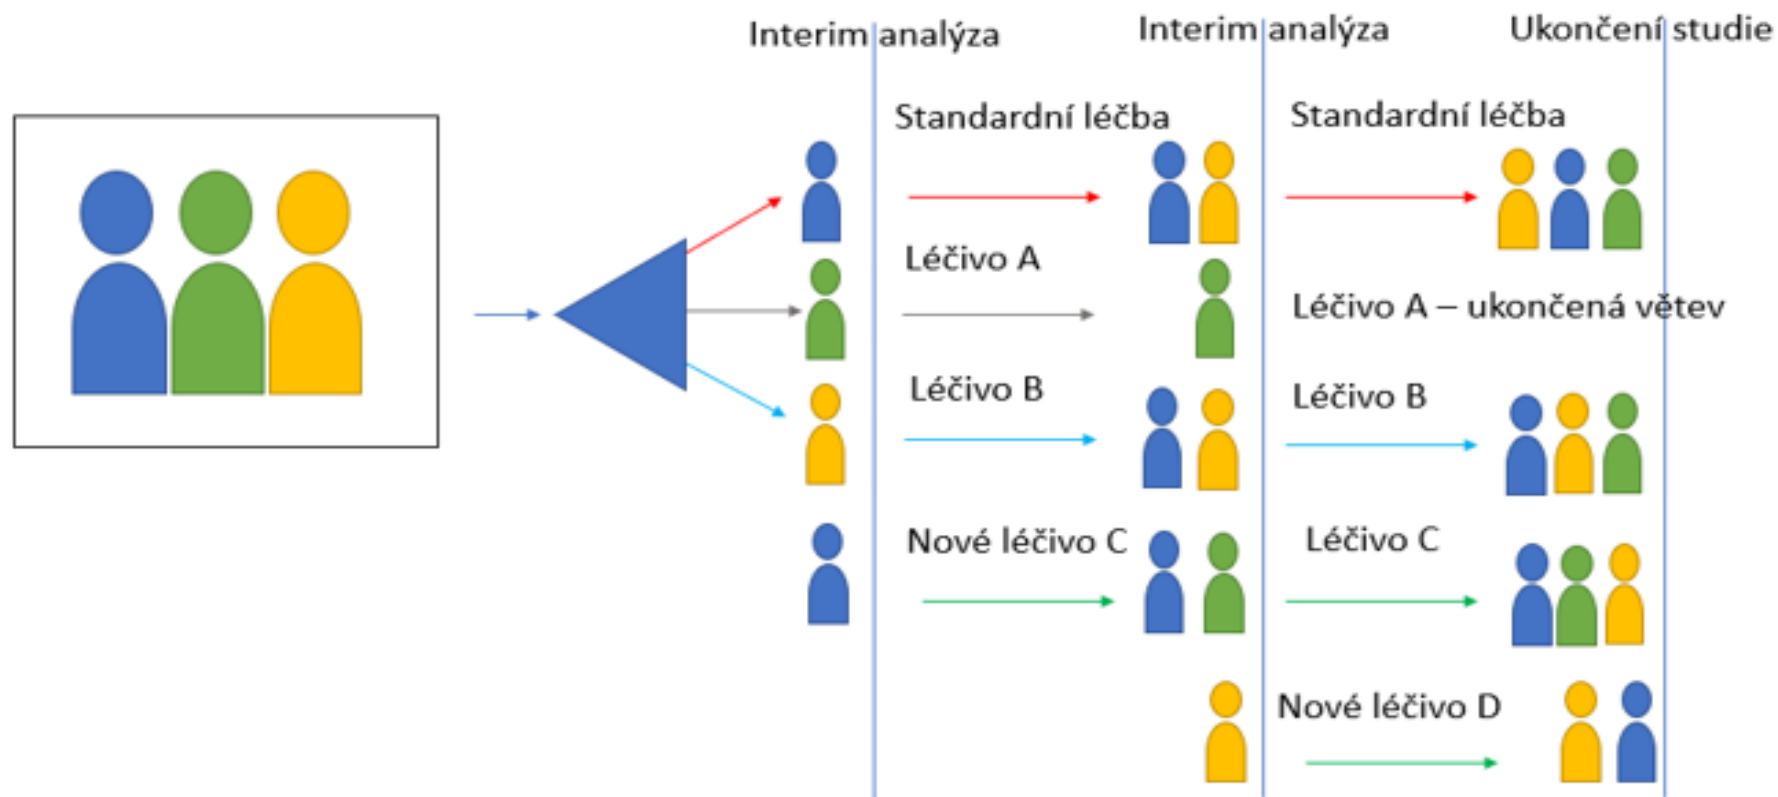 Interim analýza
Interim analýza
Ukončení studie
Standardní léčba
Standardní léčba
Léčivo A
Léčivo A – ukončená větev
Léčivo B
Léčivo B
Nové léčivo C
Léčivo C
Nové léčivo D